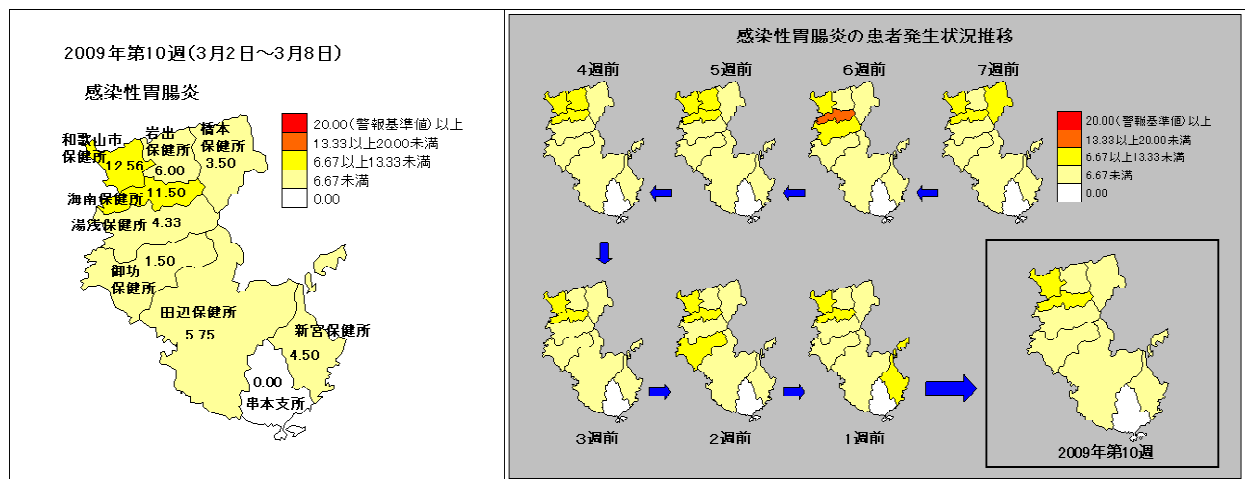 2009年第10週(3月2日～3月8日)
感染性胃腸炎
和歌山市
保健所
12.56
岩出
保健所
6.00
橋本
保健所
3.50
11.50
海南保健所
湯浅保健所
4.33
1.50
御坊
保健所
田辺保健所
5.75
新宮保健所
4.50
0.00
串本支所
20.00(警報基準値)以上
13.33以上20.00未満
6.67以上13.33未満
6.67未満
0.00
感染性胃腸炎の患者発生状況推移
4週前
5週前
6週前
7週前
20.00(警報基準値)以上
13.33以上20.00未満
6.67以上13.33未満
6.67未満
0.00
3週前
2週前
1週前
2009年第10週